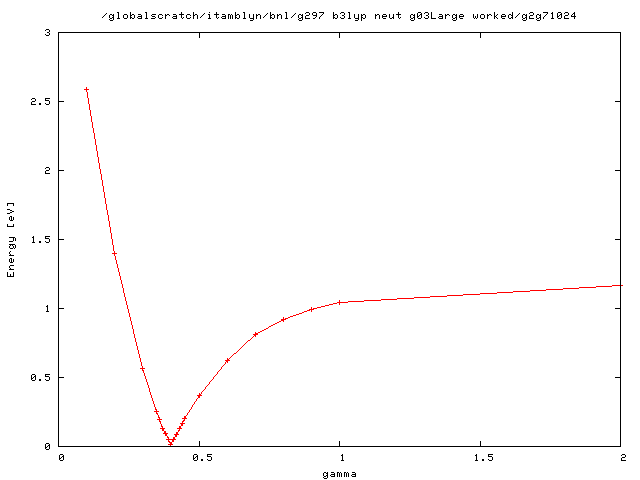 /globalscratch/itamblyn/bnl/g297 b3lyp neut g03Large worked/g2g71024
3
2.5
2
1.5
1
0.5
0
Energy [eV]
0 0.5 1 1.5 2
gamma